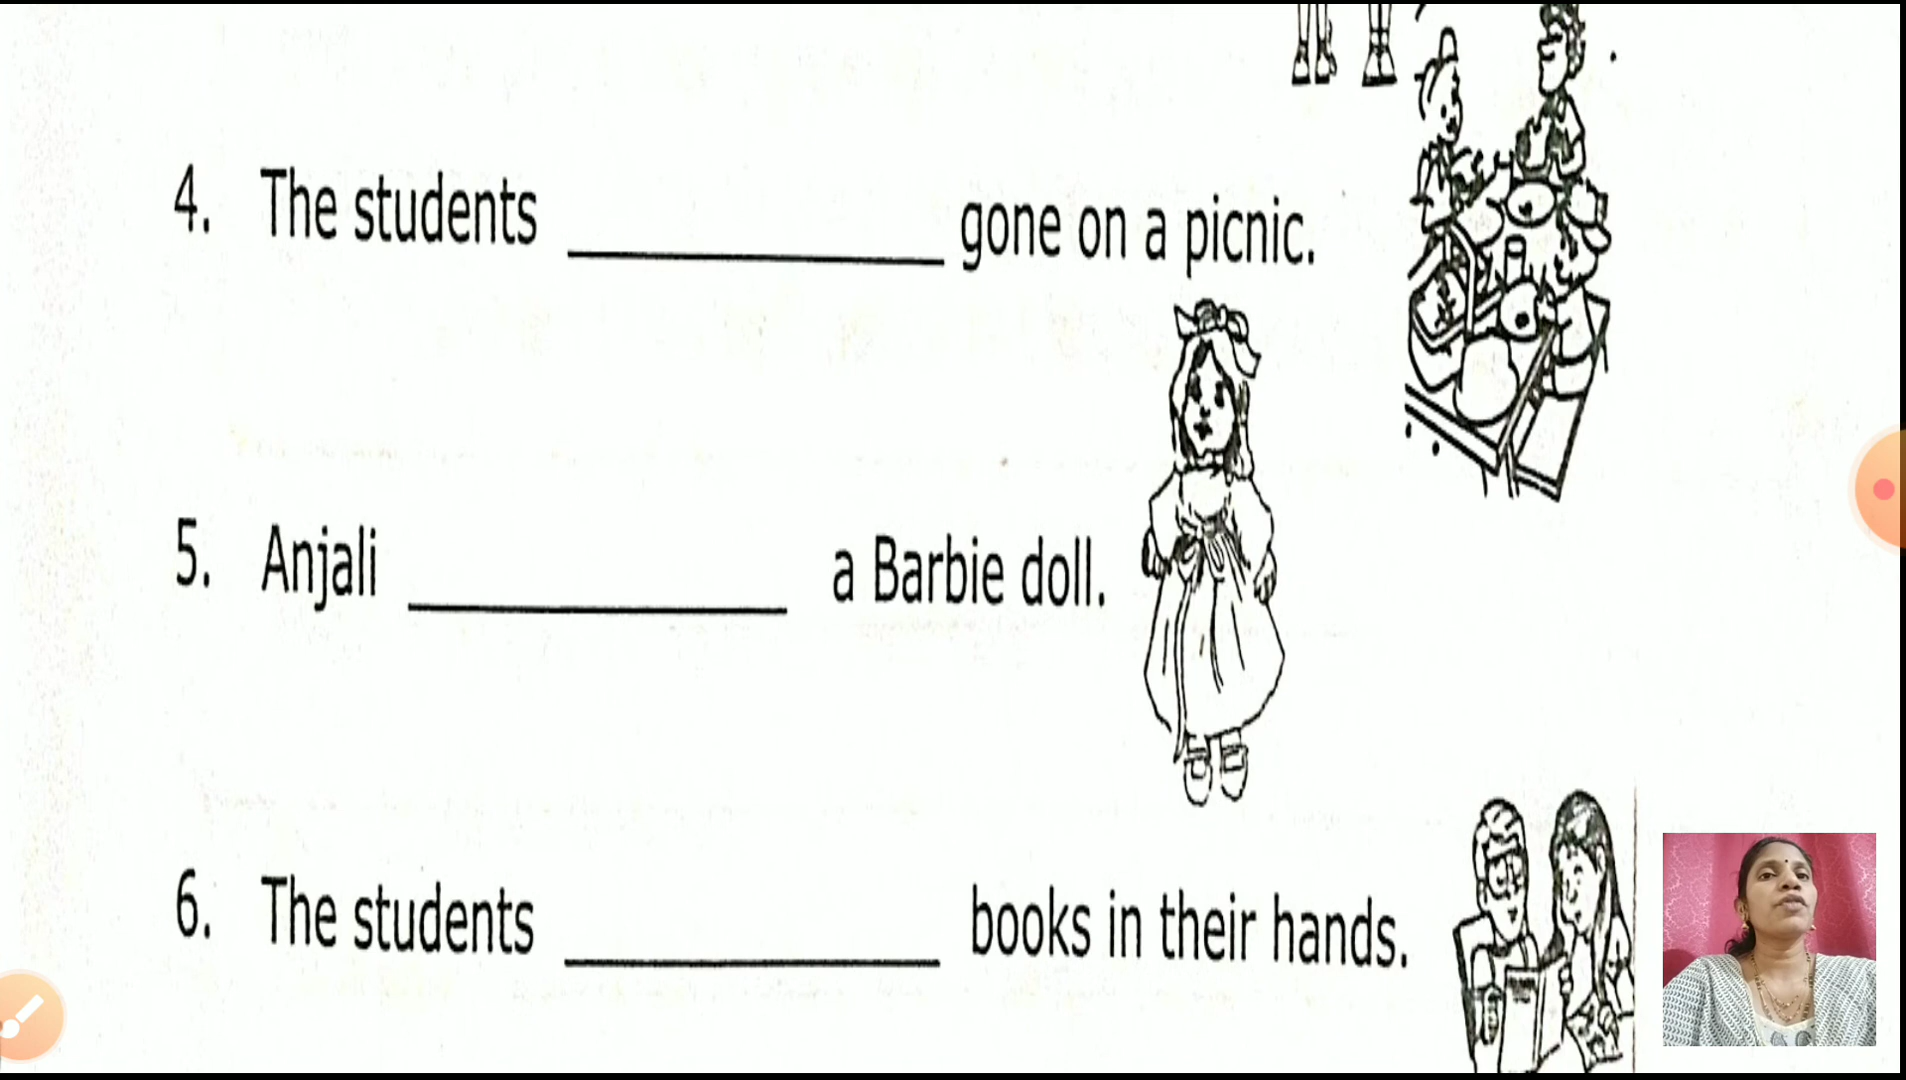 4. The students ____________ gone on a picnic.
5. Anjali ____________ a Barbie doll.
6. The students ____________ books in their hands.